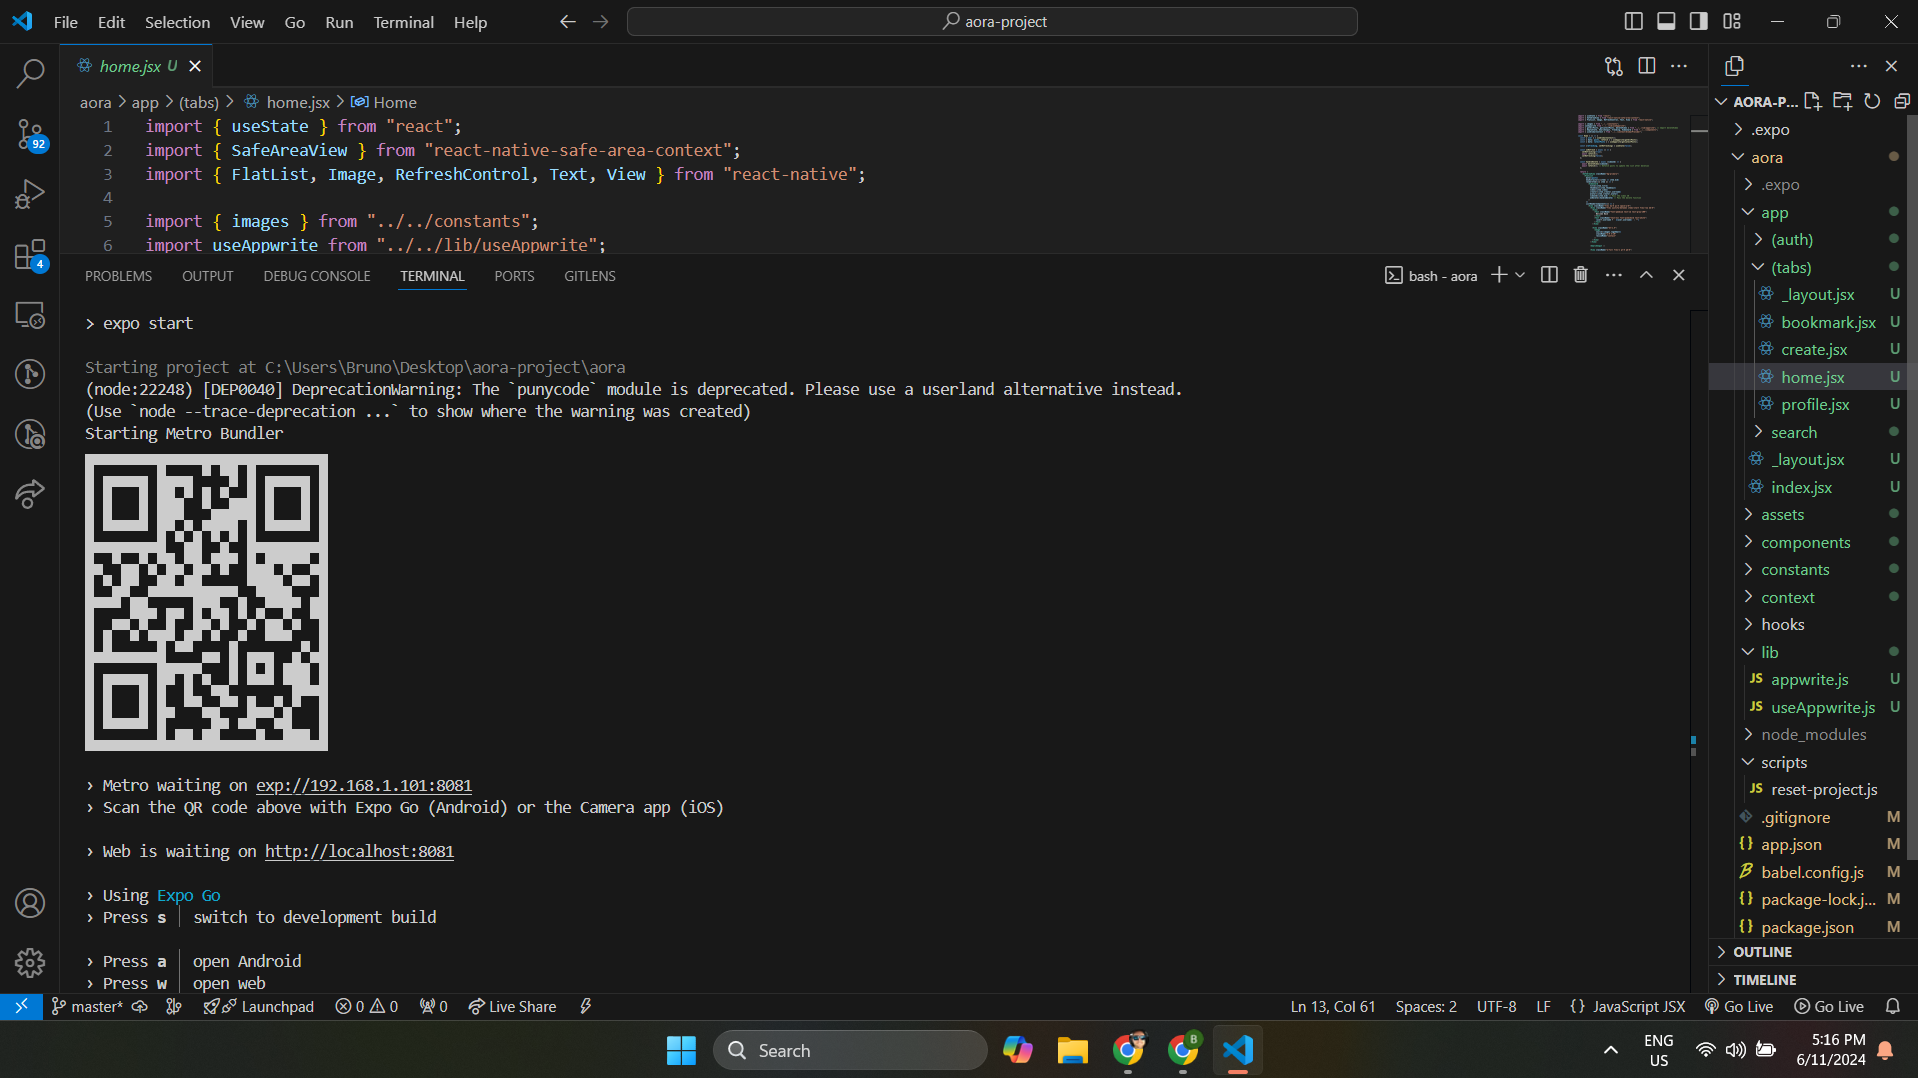 File Edit Selection View Go Run Terminal Help
aora-project
home.jsx U
aora > app > (tabs) > home.jsx > Home
1 import { useState } from "react";
2 import { SafeAreaView } from "react-native-safe-area-context";
3 import { FlatList, Image, RefreshControl, Text, View } from "react-native";
4
5 import { images } from "../../constants";
6 import useAppwrite from "../../lib/useAppwrite";
PROBLEMS OUTPUT DEBUG CONSOLE TERMINAL PORTS GITLENS
bash - aora
> expo start
Starting project at C:\Users\Bruno\Desktop\aora-project\aora
(node:22248) [DEP0040] DeprecationWarning: The `punycode` module is deprecated. Please use a userland alternative instead.
(Use `node --trace-deprecation ...` to show where the warning was created)
Starting Metro Bundler
› Metro waiting on exp://192.168.1.101:8081
› Scan the QR code above with Expo Go (Android) or the Camera app (iOS)
› Web is waiting on http://localhost:8081
› Using Expo Go
› Press s │ switch to development build
› Press a │ open Android
› Press w │ open web
92
4
AORA-P...
.expo
aora
.expo
app
(auth)
(tabs)
_layout.jsx U
bookmark.jsx U
create.jsx U
home.jsx U
profile.jsx U
search
_layout.jsx U
index.jsx U
assets
components
constants
context
hooks
lib
JS appwrite.js U
JS useAppwrite.js U
node_modules
scripts
JS reset-project.js
.gitignore M
{} app.json M
babel.config.js M
{} package-lock.j... M
{} package.json M
OUTLINE
TIMELINE
master* Launchpad 0 0 0 Live Share
Ln 13, Col 61 Spaces: 2 UTF-8 LF {} JavaScript JSX Go Live Go Live
Search
B
ENG
US
5:16 PM
6/11/2024